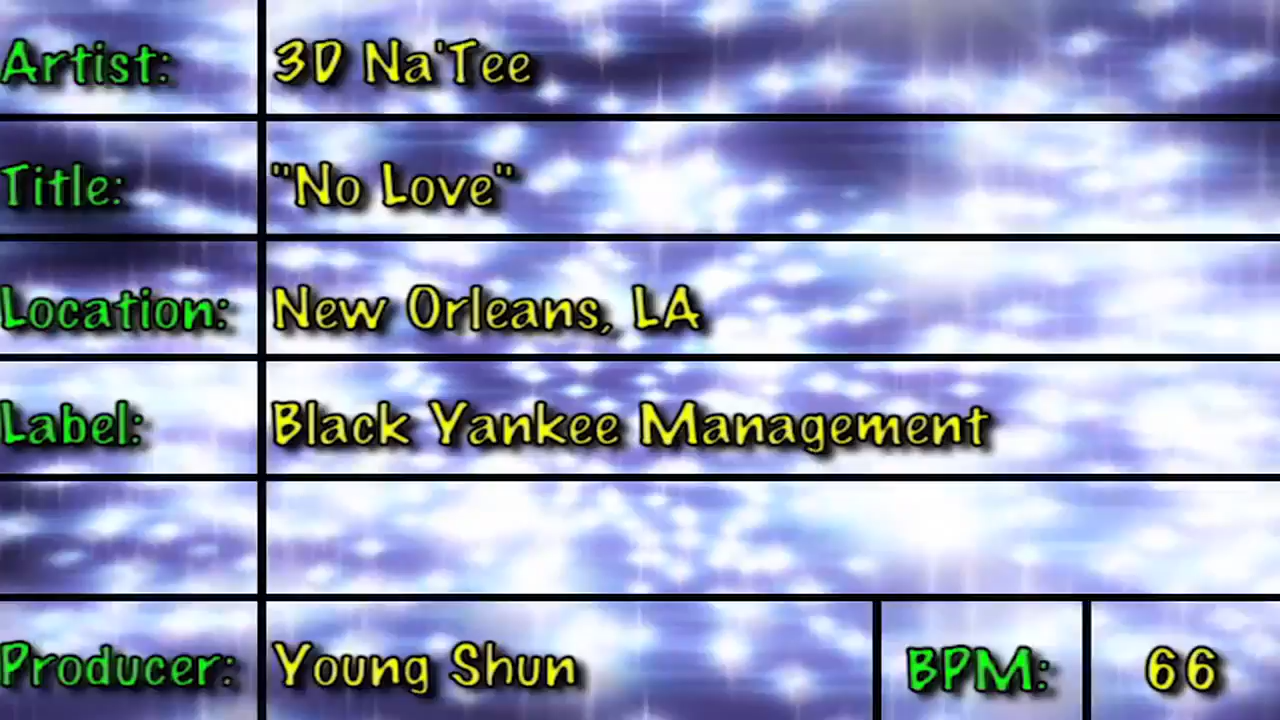 Artist: 3D Na'Tee
Title: "No Love"
Location: New Orleans, LA
Label: Black Yankee Management
Producer: Young Shun BPM: 66